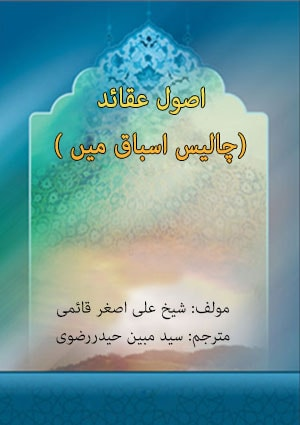 اصول عقائد
(چالیس اسباق میں )
مولف: شیخ علی اصغر قائمی
مترجم: سید مبین حیدررضوی